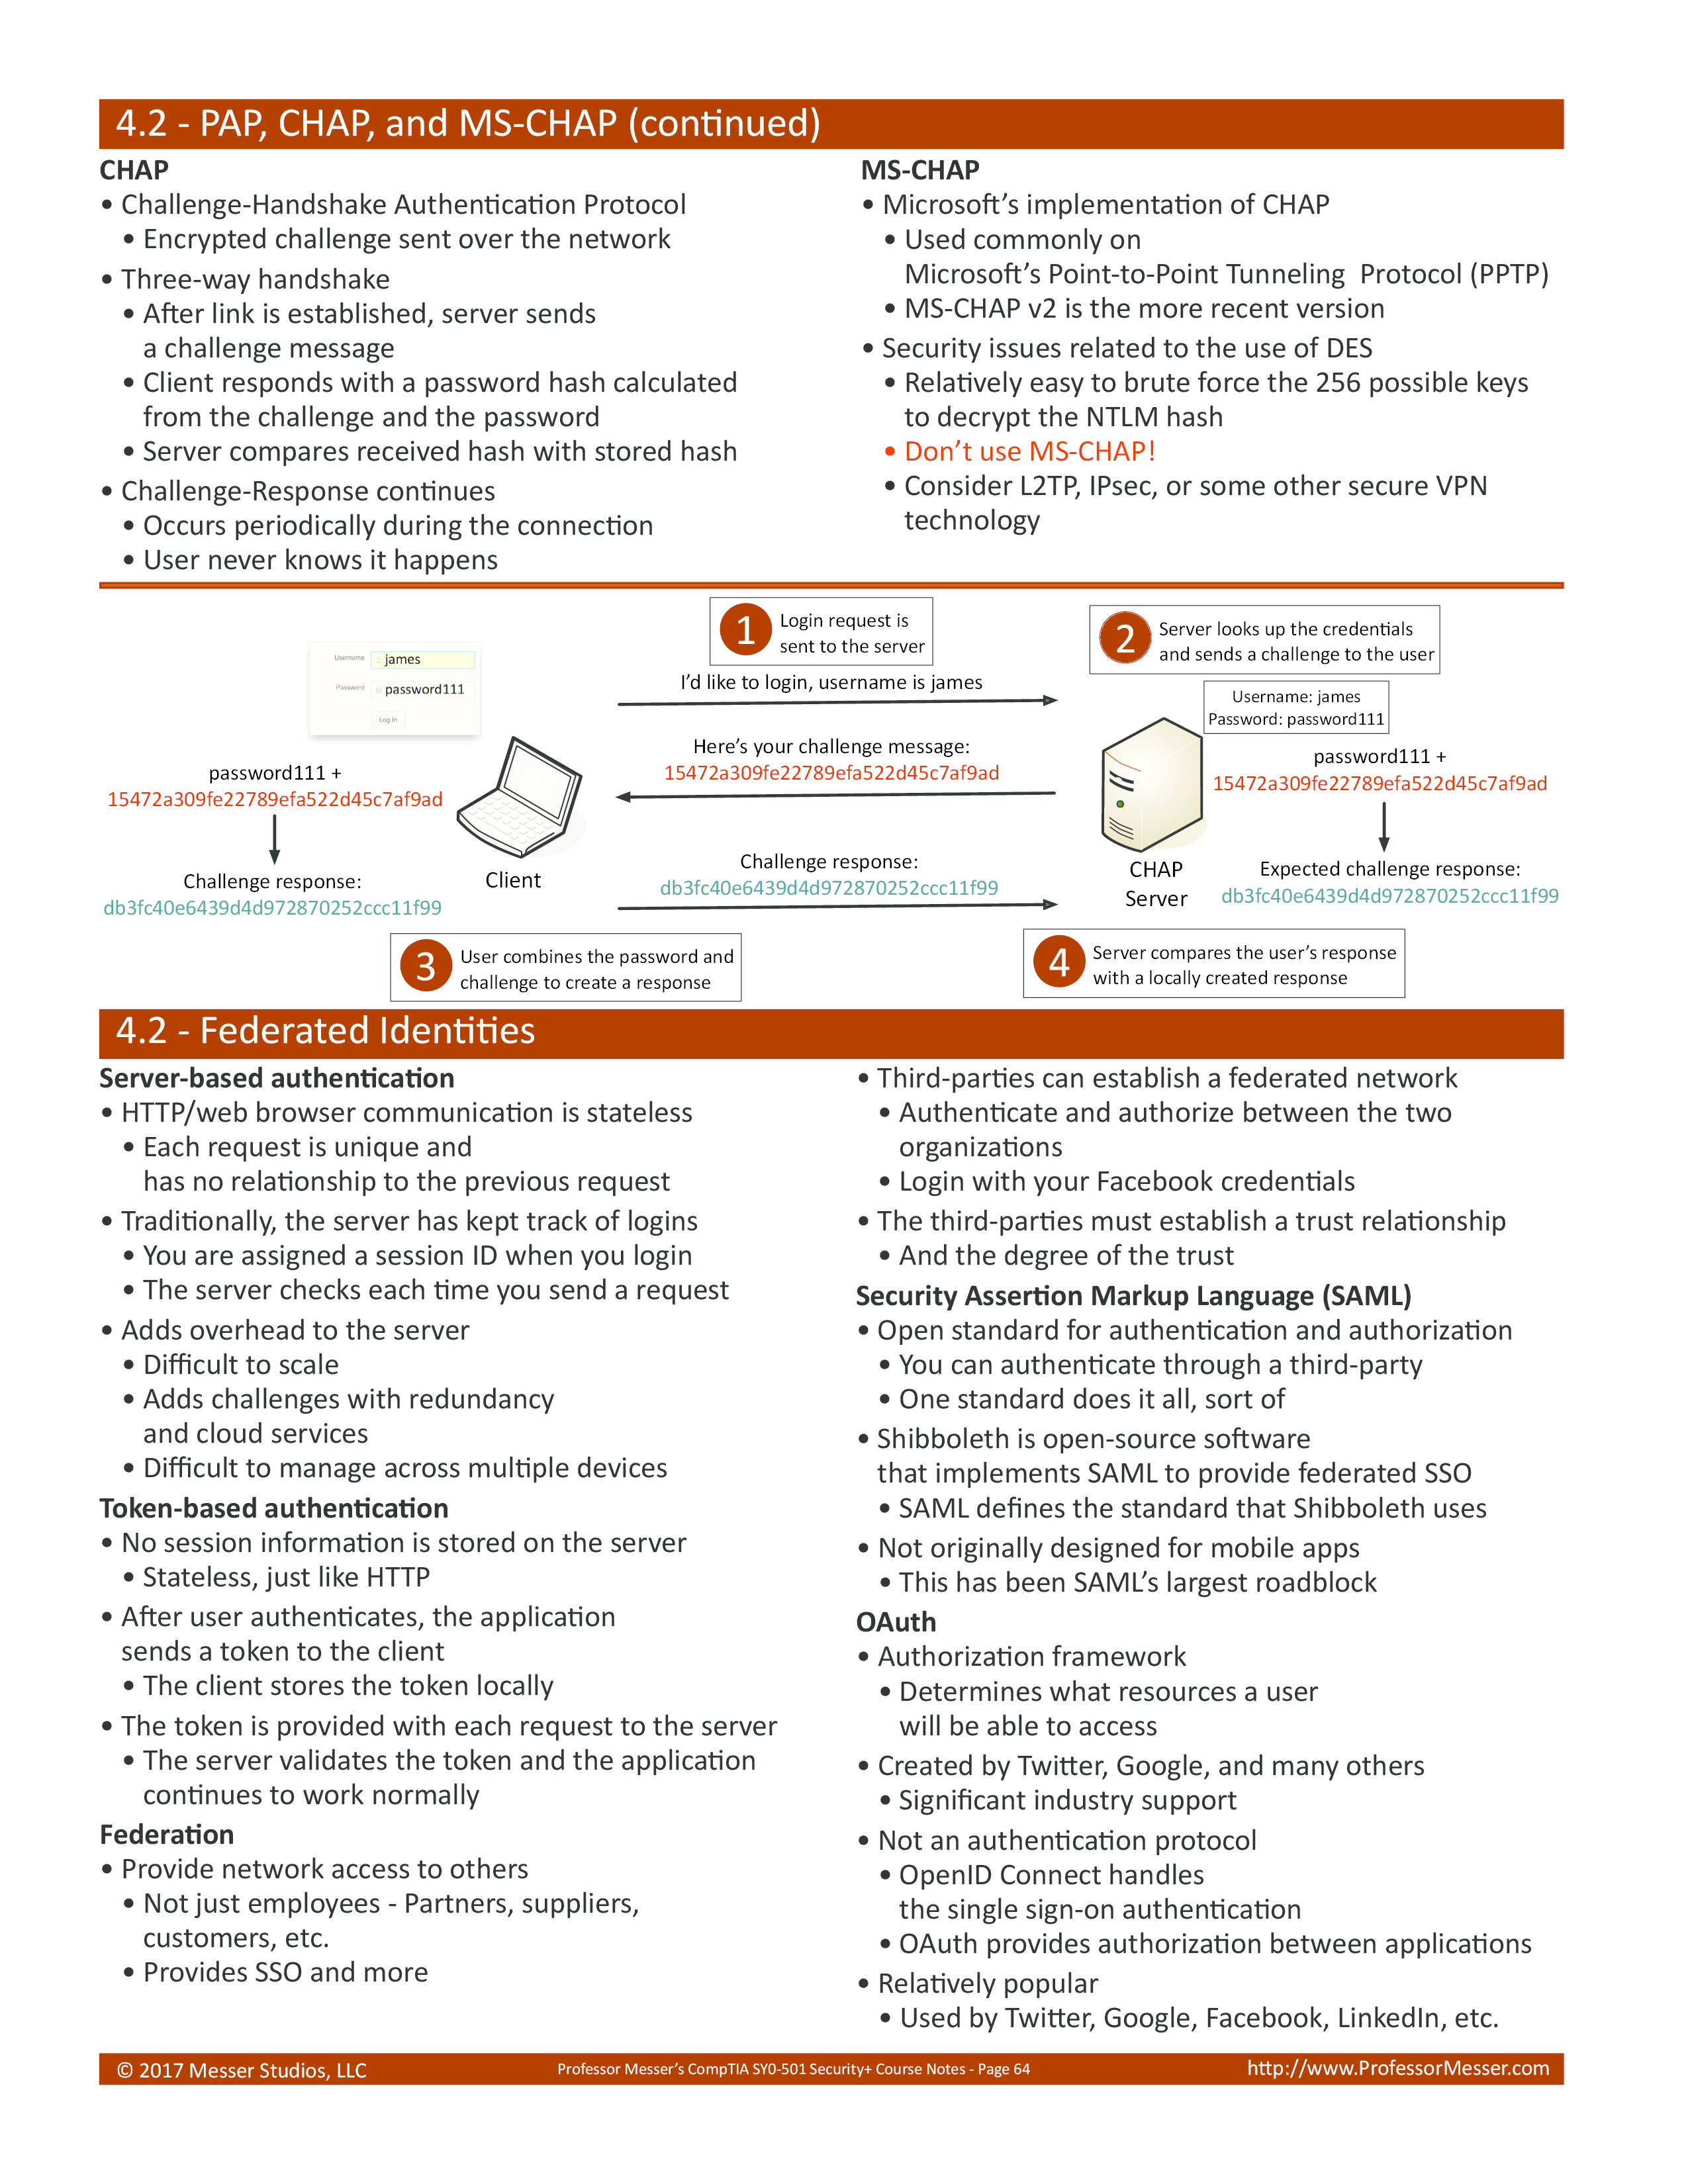 4.2 - PAP, CHAP, and MS-CHAP (continued)
CHAP
• Challenge-Handshake Authentication Protocol
• Encrypted challenge sent over the network
• Three-way handshake
• After link is established, server sends
a challenge message
• Client responds with a password hash calculated
from the challenge and the password
• Server compares received hash with stored hash
• Challenge-Response continues
• Occurs periodically during the connection
• User never knows it happens
MS-CHAP
• Microsoft’s implementation of CHAP
• Used commonly on
Microsoft’s Point-to-Point Tunneling Protocol (PPTP)
• MS-CHAP v2 is the more recent version
• Security issues related to the use of DES
• Relatively easy to brute force the 256 possible keys
to decrypt the NTLM hash
• Don’t use MS-CHAP!
• Consider L2TP, IPsec, or some other secure VPN
technology
1 Login request is
sent to the server
2 Server looks up the credentials
and sends a challenge to the user
Username james
Password password111
Log In
I’d like to login, username is james
Username: james
Password: password111
Here’s your challenge message:
15472a309fe22789efa522d45c7af9ad
password111 +
15472a309fe22789efa522d45c7af9ad
password111 +
15472a309fe22789efa522d45c7af9ad
Challenge response:
db3fc40e6439d4d972870252ccc11f99
Client
Challenge response:
db3fc40e6439d4d972870252ccc11f99
CHAP
Server
Expected challenge response:
db3fc40e6439d4d972870252ccc11f99
3 User combines the password and
challenge to create a response
4 Server compares the user’s response
with a locally created response
4.2 - Federated Identities
Server-based authentication
• HTTP/web browser communication is stateless
• Each request is unique and
has no relationship to the previous request
• Traditionally, the server has kept track of logins
• You are assigned a session ID when you login
• The server checks each time you send a request
• Adds overhead to the server
• Difficult to scale
• Adds challenges with redundancy
and cloud services
• Difficult to manage across multiple devices
Token-based authentication
• No session information is stored on the server
• Stateless, just like HTTP
• After user authenticates, the application
sends a token to the client
• The client stores the token locally
• The token is provided with each request to the server
• The server validates the token and the application
continues to work normally
Federation
• Provide network access to others
• Not just employees - Partners, suppliers,
customers, etc.
• Provides SSO and more
• Third-parties can establish a federated network
• Authenticate and authorize between the two
organizations
• Login with your Facebook credentials
• The third-parties must establish a trust relationship
• And the degree of the trust
Security Assertion Markup Language (SAML)
• Open standard for authentication and authorization
• You can authenticate through a third-party
• One standard does it all, sort of
• Shibboleth is open-source software
that implements SAML to provide federated SSO
• SAML defines the standard that Shibboleth uses
• Not originally designed for mobile apps
• This has been SAML’s largest roadblock
OAuth
• Authorization framework
• Determines what resources a user
will be able to access
• Created by Twitter, Google, and many others
• Significant industry support
• Not an authentication protocol
• OpenID Connect handles
the single sign-on authentication
• OAuth provides authorization between applications
• Relatively popular
• Used by Twitter, Google, Facebook, LinkedIn, etc.
© 2017 Messer Studios, LLC
Professor Messer’s CompTIA SY0-501 Security+ Course Notes - Page 64
http://www.ProfessorMesser.com